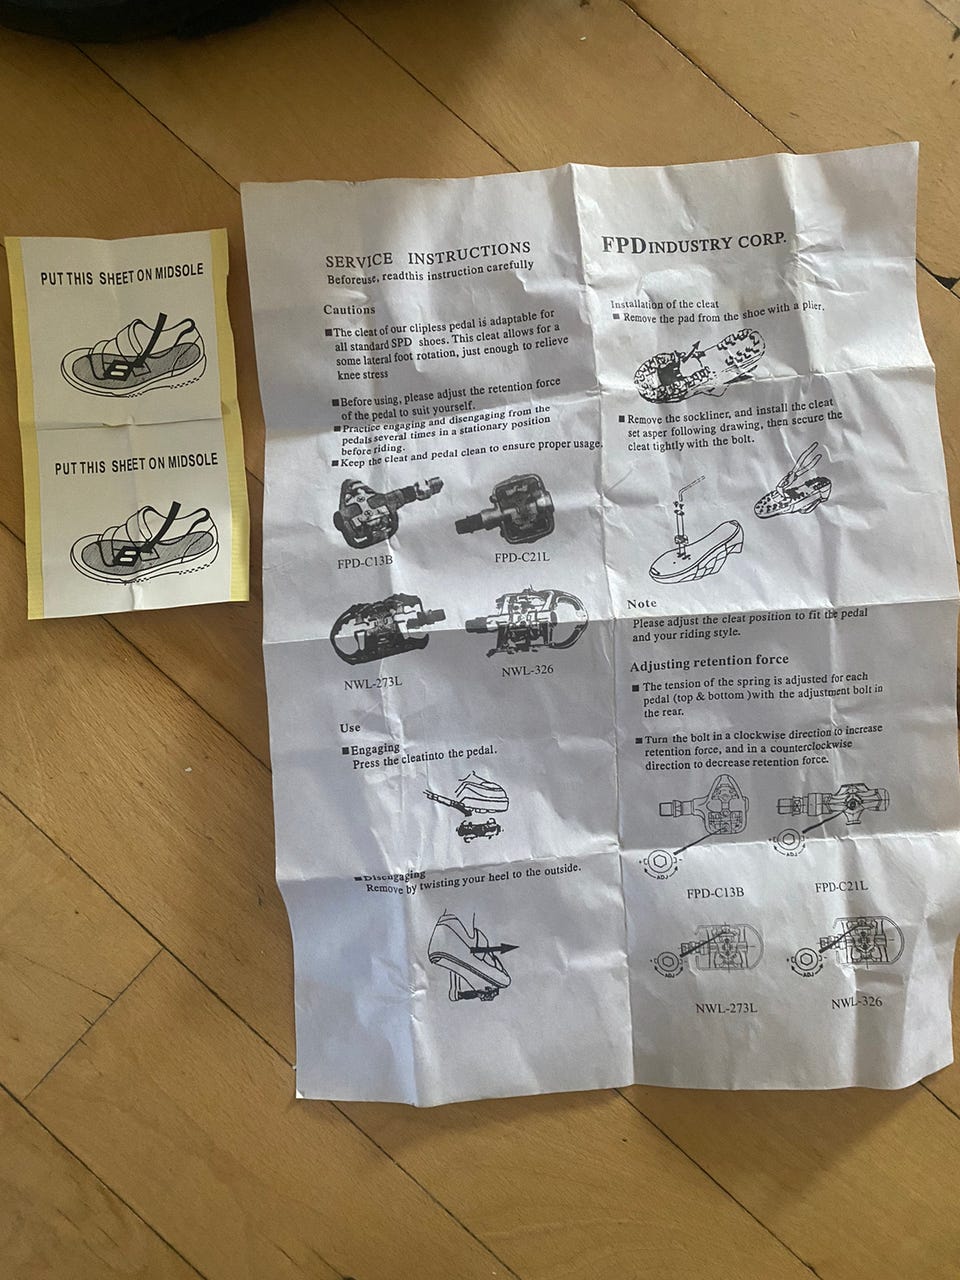 PUT THIS SHEET ON MIDSOLE
PUT THIS SHEET ON MIDSOLE
SERVICE INSTRUCTIONS
Beforeuse, readthis instruction carefully
Cautions
■The cleat of our clipless pedal is adaptable for
all standard SPD shoes. This cleat allows for a
some lateral foot rotation, just enough to relieve
knee stress
■Before using, please adjust the retention force
of the pedal to suit yourself.
■Practice engaging and disengaging from the
pedals several times in a stationary position
before riding.
■Keep the cleat and pedal clean to ensure proper usage.
FPD-C13B
FPD-C21L
NWL-273L
NWL-326
Use
■Engaging
Press the cleatinto the pedal.
■Disengaging
Remove by twisting your heel to the outside.
FPD INDUSTRY CORP.
Installation of the cleat
■ Remove the pad from the shoe with a plier.
■ Remove the sockliner, and install the cleat
set asper following drawing, then secure the
cleat tightly with the bolt.
Note
Please adjust the cleat position to fit the pedal
and your riding style.
Adjusting retention force
■ The tension of the spring is adjusted for each
pedal (top & bottom )with the adjustment bolt in
the rear.
■ Turn the bolt in a clockwise direction to increase
retention force, and in a counterclockwise
direction to decrease retention force.
ADJ
ADJ
FPD-C13B
FPD-C21L
ADJ
ADJ
NWL-273L
NWL-326